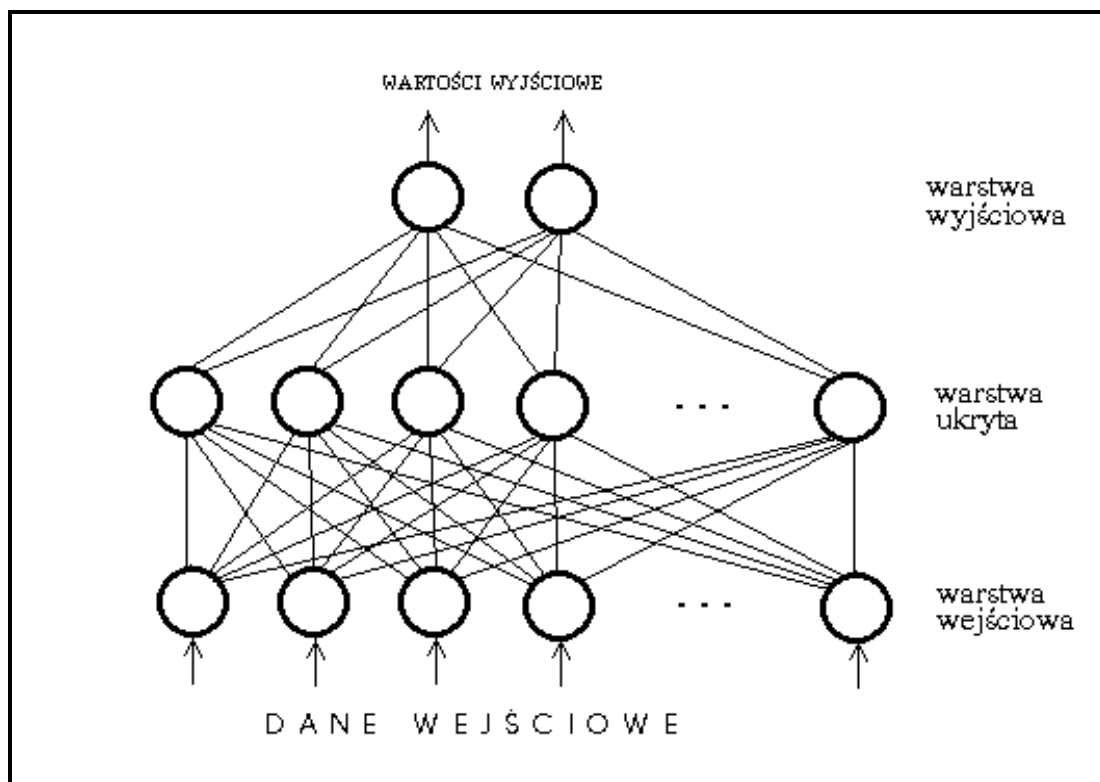 WARTOŚCI WYJŚCIOWE
warstwa
wyjściowa
. . .
warstwa
ukryta
. . .
warstwa
wejściowa
DANE WEJŚCIOWE